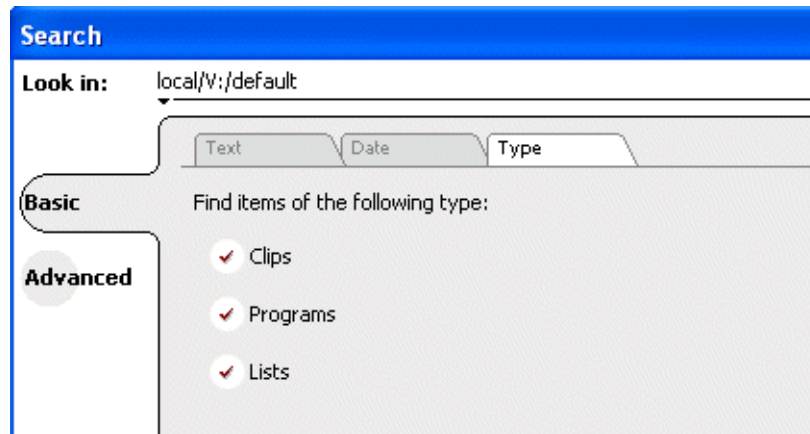 Search
Look in: local/V:/default
Text Date Type
Basic
Find items of the following type:
Clips
Advanced
Programs
Lists